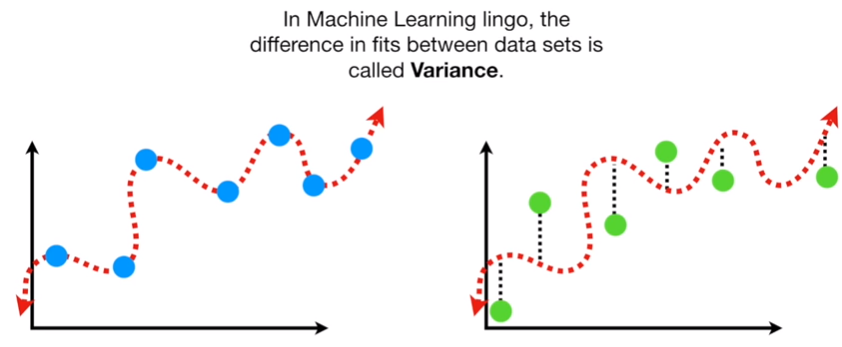 In Machine Learning lingo, the
difference in fits between data sets is
called Variance.